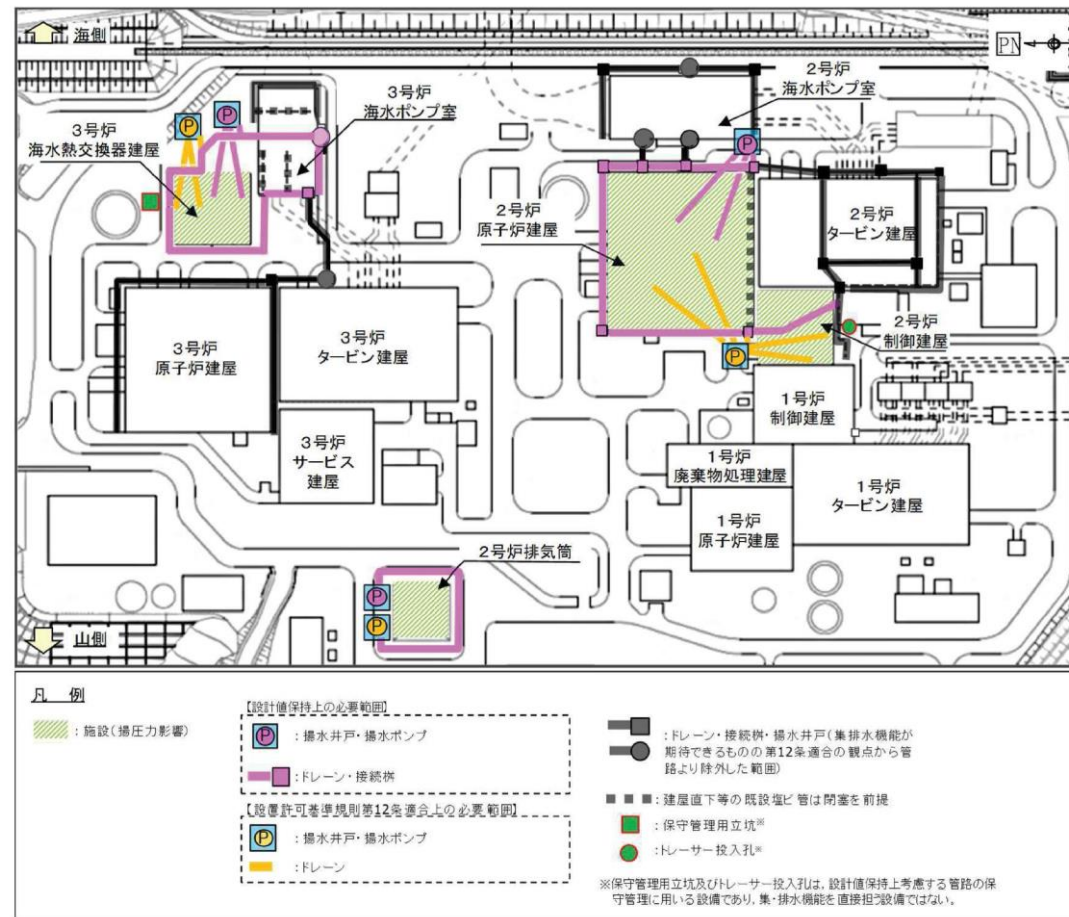 海側
PN
3号炉
海水熱交換器建屋
P
P
3号炉
海水ポンプ室
2号炉
海水ポンプ室
P
2号炉
原子炉建屋
2号炉
タービン建屋
3号炉
原子炉建屋
3号炉
タービン建屋
P
2号炉
制御建屋
3号炉
サービス
建屋
1号炉
制御建屋
1号炉
廃棄物処理建屋
1号炉
原子炉建屋
1号炉
タービン建屋
2号炉排気筒
P
P
山側
凡 例
:施設(揚圧力影響)
【設計値保持上の必要範囲】
P :揚水井戸・揚水ポンプ
:ドレーン・接続桝
【設置許可基準規則第12条適合上の必要範囲】
P :揚水井戸・揚水ポンプ
:ドレーン
:ドレーン・接続桝・揚水井戸(集排水機能が
期待できるものの第12条適合の観点から管
路より除外した範囲)
:建屋直下等の既設塩ビ管は閉塞を前提
:保守管理用立坑※
:トレーサー投入孔※
※保守管理用立坑及びトレーサー投入孔は、設計値保持上考慮する管路の保
守管理に用いる設備であり、集・排水機能を直接担う設備ではない。